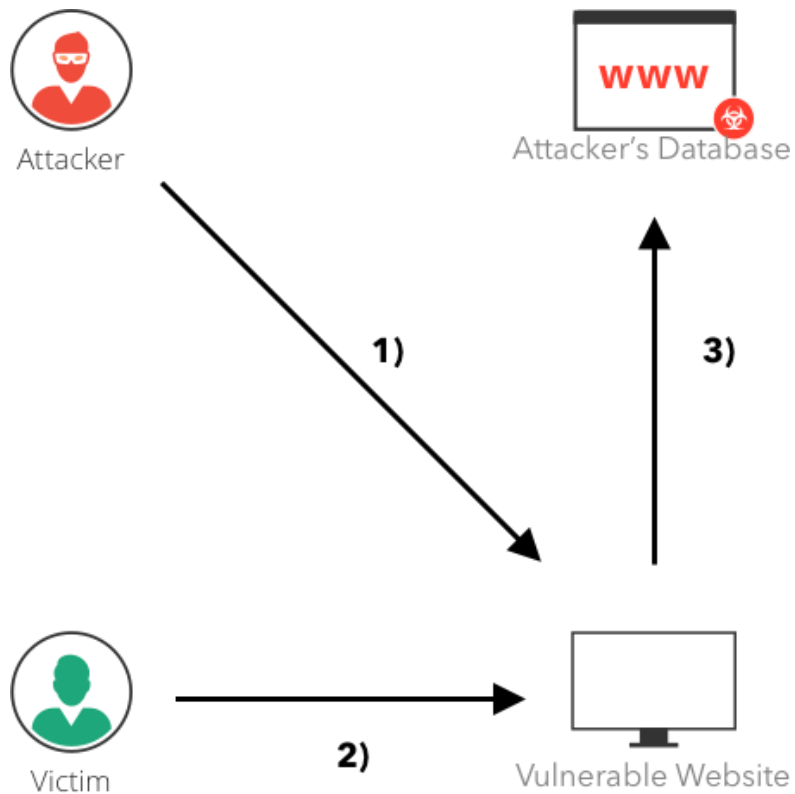 www
Attacker
Attacker's Database
1)
3)
2)
Victim
Vulnerable Website